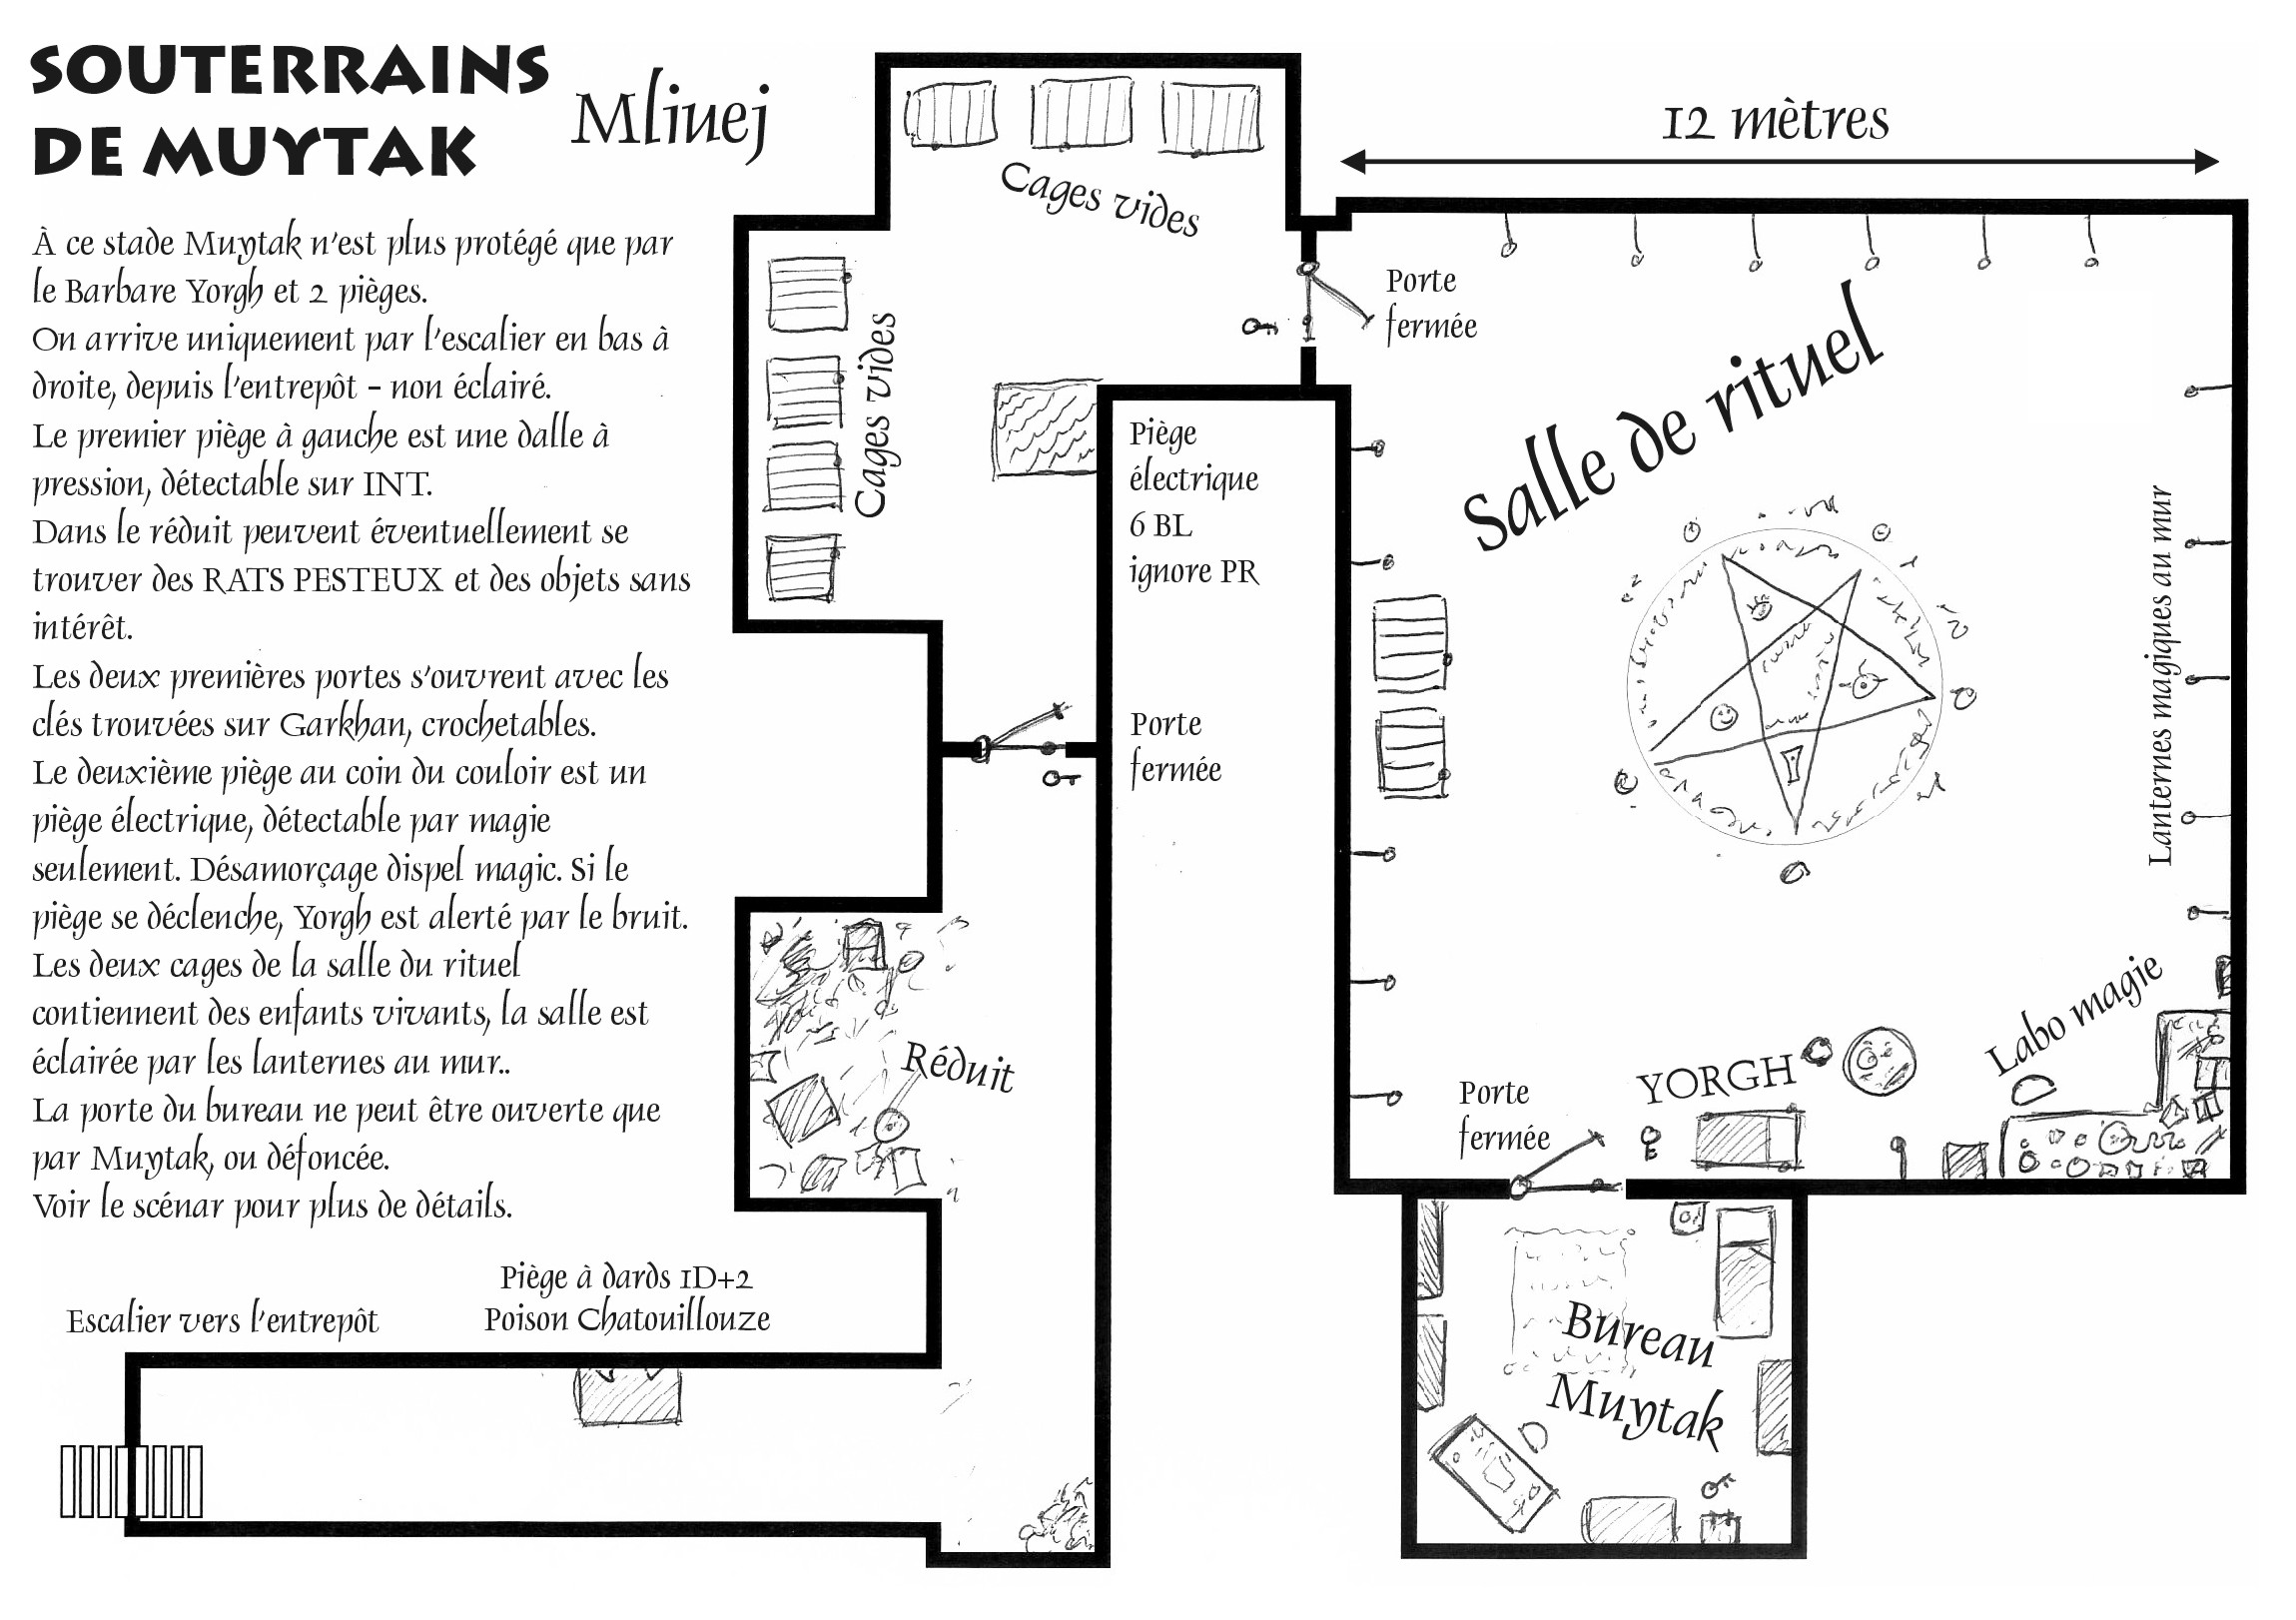 SOUTERRAINS
DE MUYTAK
Mliuej
À ce stade Muytak n'est plus protégé que par
le Barbare Yorgh et 2 pièges.
On arrive uniquement par l'escalier en bas à
droite, depuis l'entrepôt - non éclairé.
Le premier piège à gauche est une dalle à
pression, détectable sur INT.
Dans le réduit peuvent éventuellement se
trouver des RATS PESTEUX et des objets sans
intérêt.
Les deux premières portes s'ouvrent avec les
clés trouvées sur Garkhan, crochetables.
Le deuxième piège au coin du couloir est un
piège électrique, détectable par magie
seulement. Désamorçage dispel magic. Si le
piège se déclenche, Yorgh est alerté par le bruit.
Les deux cages de la salle du rituel
contiennent des enfants vivants, la salle est
éclairée par les lanternes au mur..
La porte du bureau ne peut être ouverte que
par Muytak, ou défoncée.
Voir le scénar pour plus de détails.
Escalier vers l'entrepôt
Piège à dards 1D+2
Poison Chatouillouze
Réduit
Cages vides
Cages vides
Piège
électrique
6 BL
ignore PR
Porte
fermée
12 mètres
Porte
fermée
Salle de rituel
Lanternes magiques au mur
Labo magie
YORGH
Porte
fermée
Bureau
Muytak